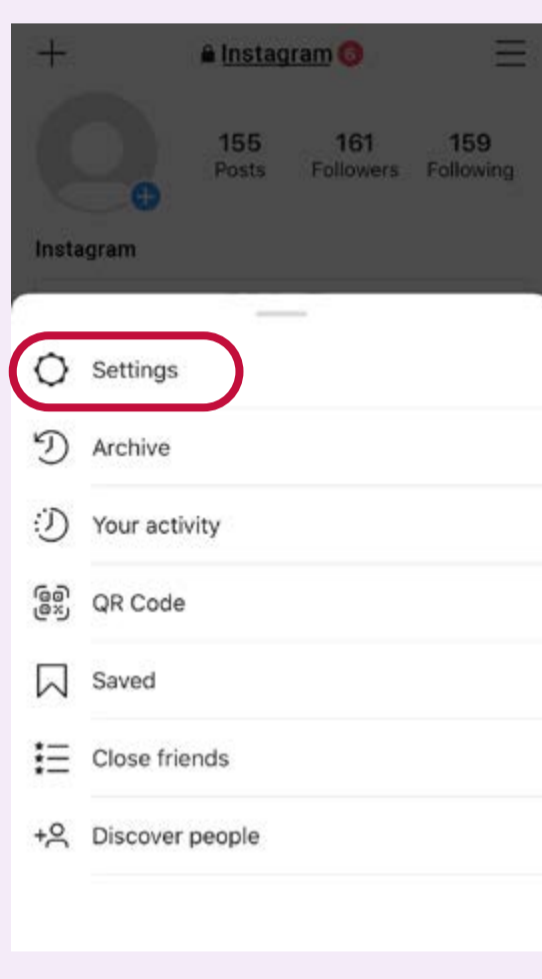 Instagram 6
155 161 159
Posts Followers Following
Instagram
Settings
Archive
Your activity
QR Code
Saved
Close friends
Discover people